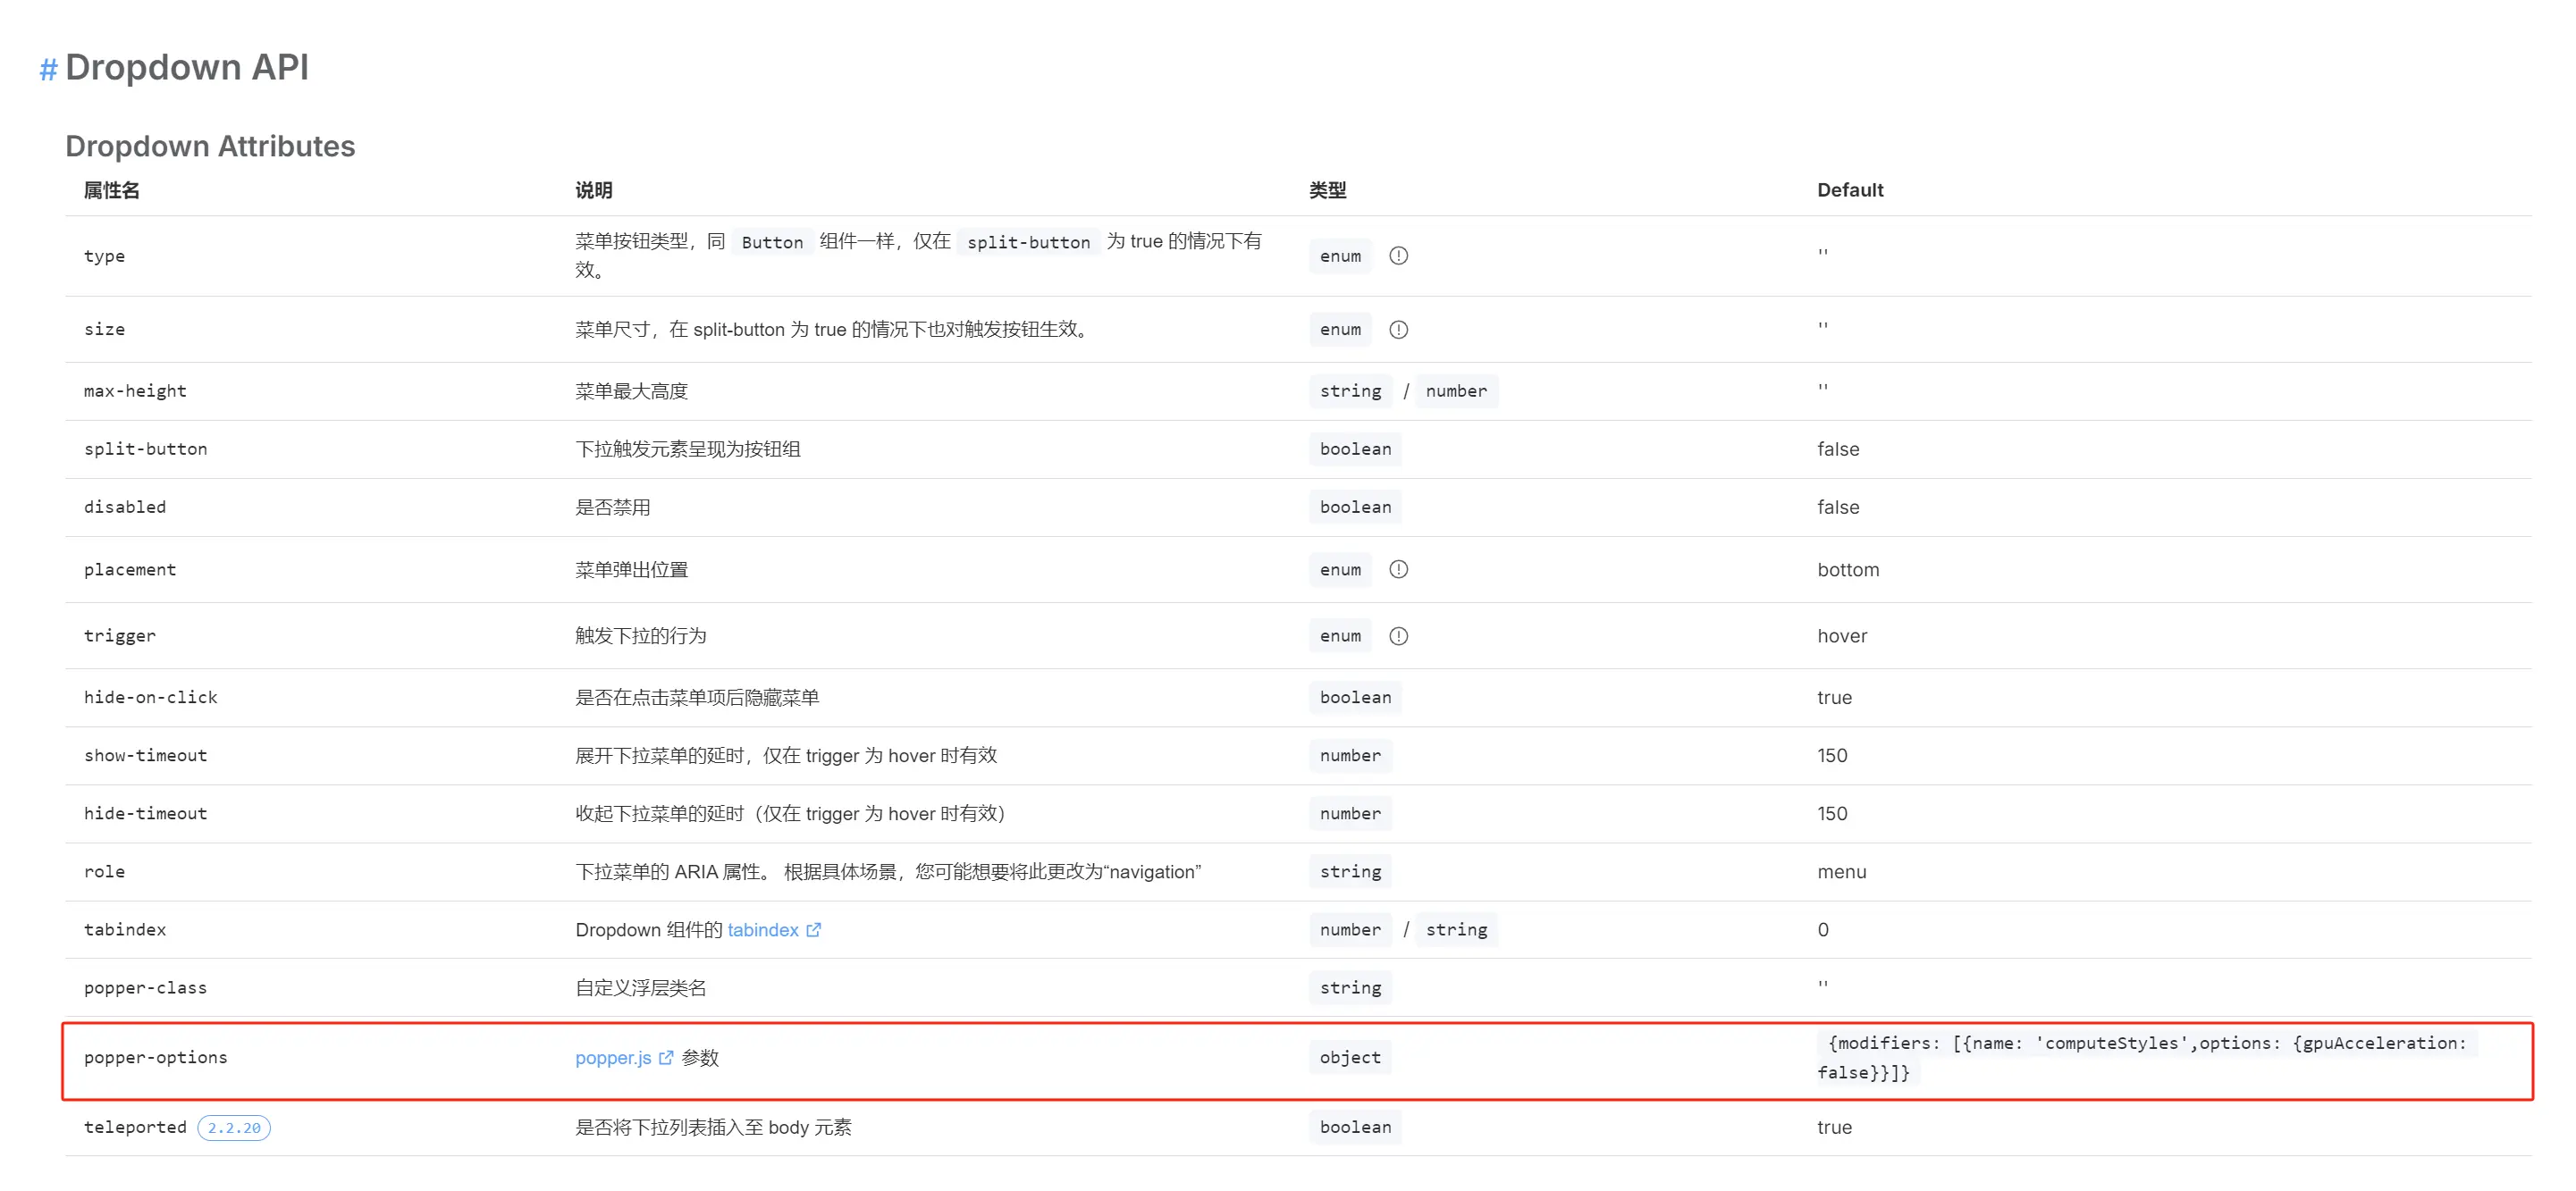 # Dropdown API
Dropdown Attributes
属性名 说明 类型 Default
type 菜单按钮类型，同 Button 组件一样，仅在 split-button 为 true 的情况下有效。 enum ''
size 菜单尺寸，在 split-button 为 true 的情况下也对触发按钮生效。 enum ''
max-height 菜单最大高度 string / number ''
split-button 下拉触发元素呈现为按钮组 boolean false
disabled 是否禁用 boolean false
placement 菜单弹出位置 enum bottom
trigger 触发下拉的行为 enum hover
hide-on-click 是否在点击菜单项后隐藏菜单 boolean true
show-timeout 展开下拉菜单的延时，仅在 trigger 为 hover 时有效 number 150
hide-timeout 收起下拉菜单的延时（仅在 trigger 为 hover 时有效） number 150
role 下拉菜单的 ARIA 属性。 根据具体场景，您可能想要将此更改为“navigation” string menu
tabindex Dropdown 组件的 tabindex number / string 0
popper-class 自定义浮层类名 string ''
popper-options popper.js 参数 object {modifiers: [{name: 'computeStyles',options: {gpuAcceleration: false}}]}
teleported 2.2.20 是否将下拉列表插入至 body 元素 boolean true